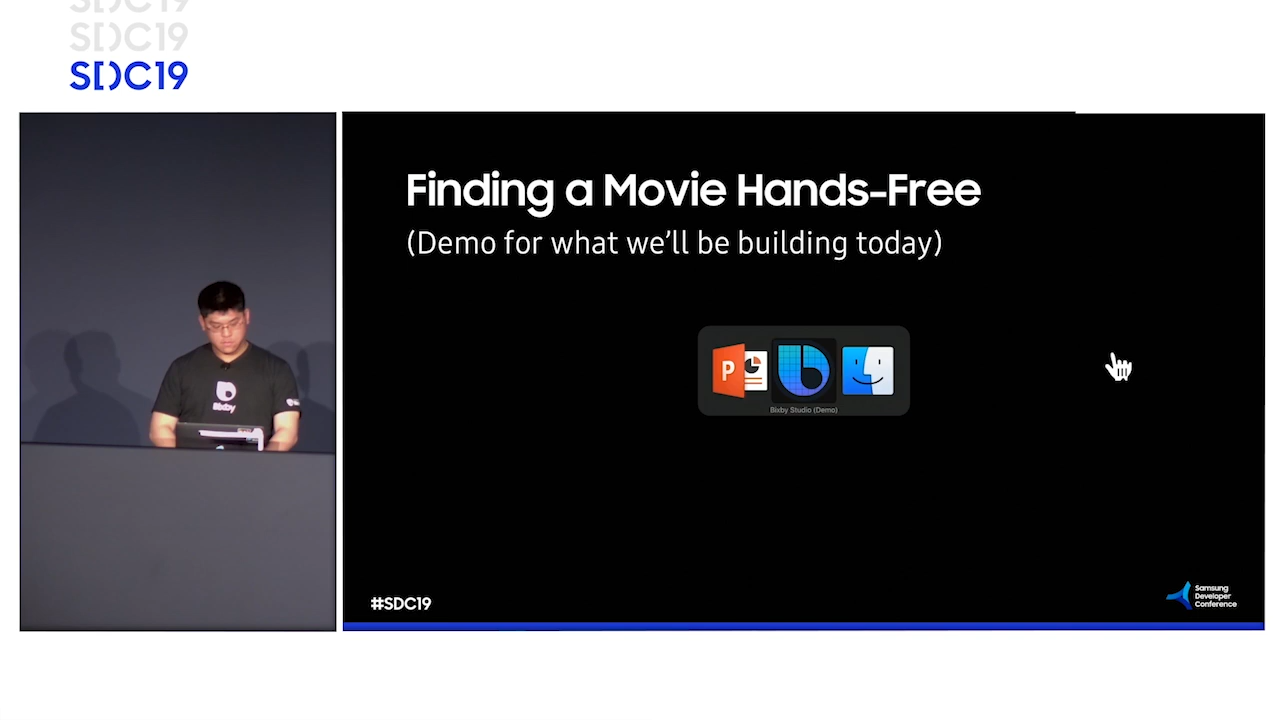 SDC19
SDC19
SDC19
Finding a Movie Hands-Free
(Demo for what we'll be building today)
P
Bixby Studio (Demo)
Bixby
#SDC19
Samsung
Developer
Conference